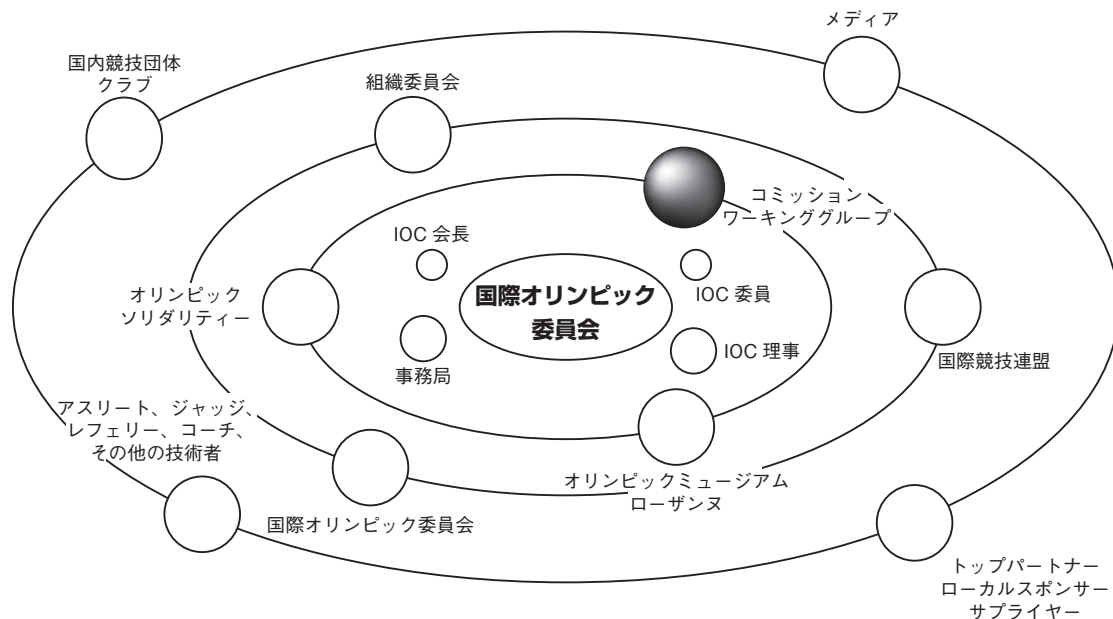 メディア
国内競技団体
クラブ
組織委員会
コミッション
ワーキンググループ
IOC 会長
国際オリンピック
委員会
IOC 委員
オリンピック
ソリダリティー
IOC 理事
事務局
国際競技連盟
アスリート、ジャッジ、
レフェリー、コーチ、
その他の技術者
オリンピックミュージアム
ローザンヌ
国際オリンピック委員会
トップパートナー
ローカルスポンサー
サプライヤー